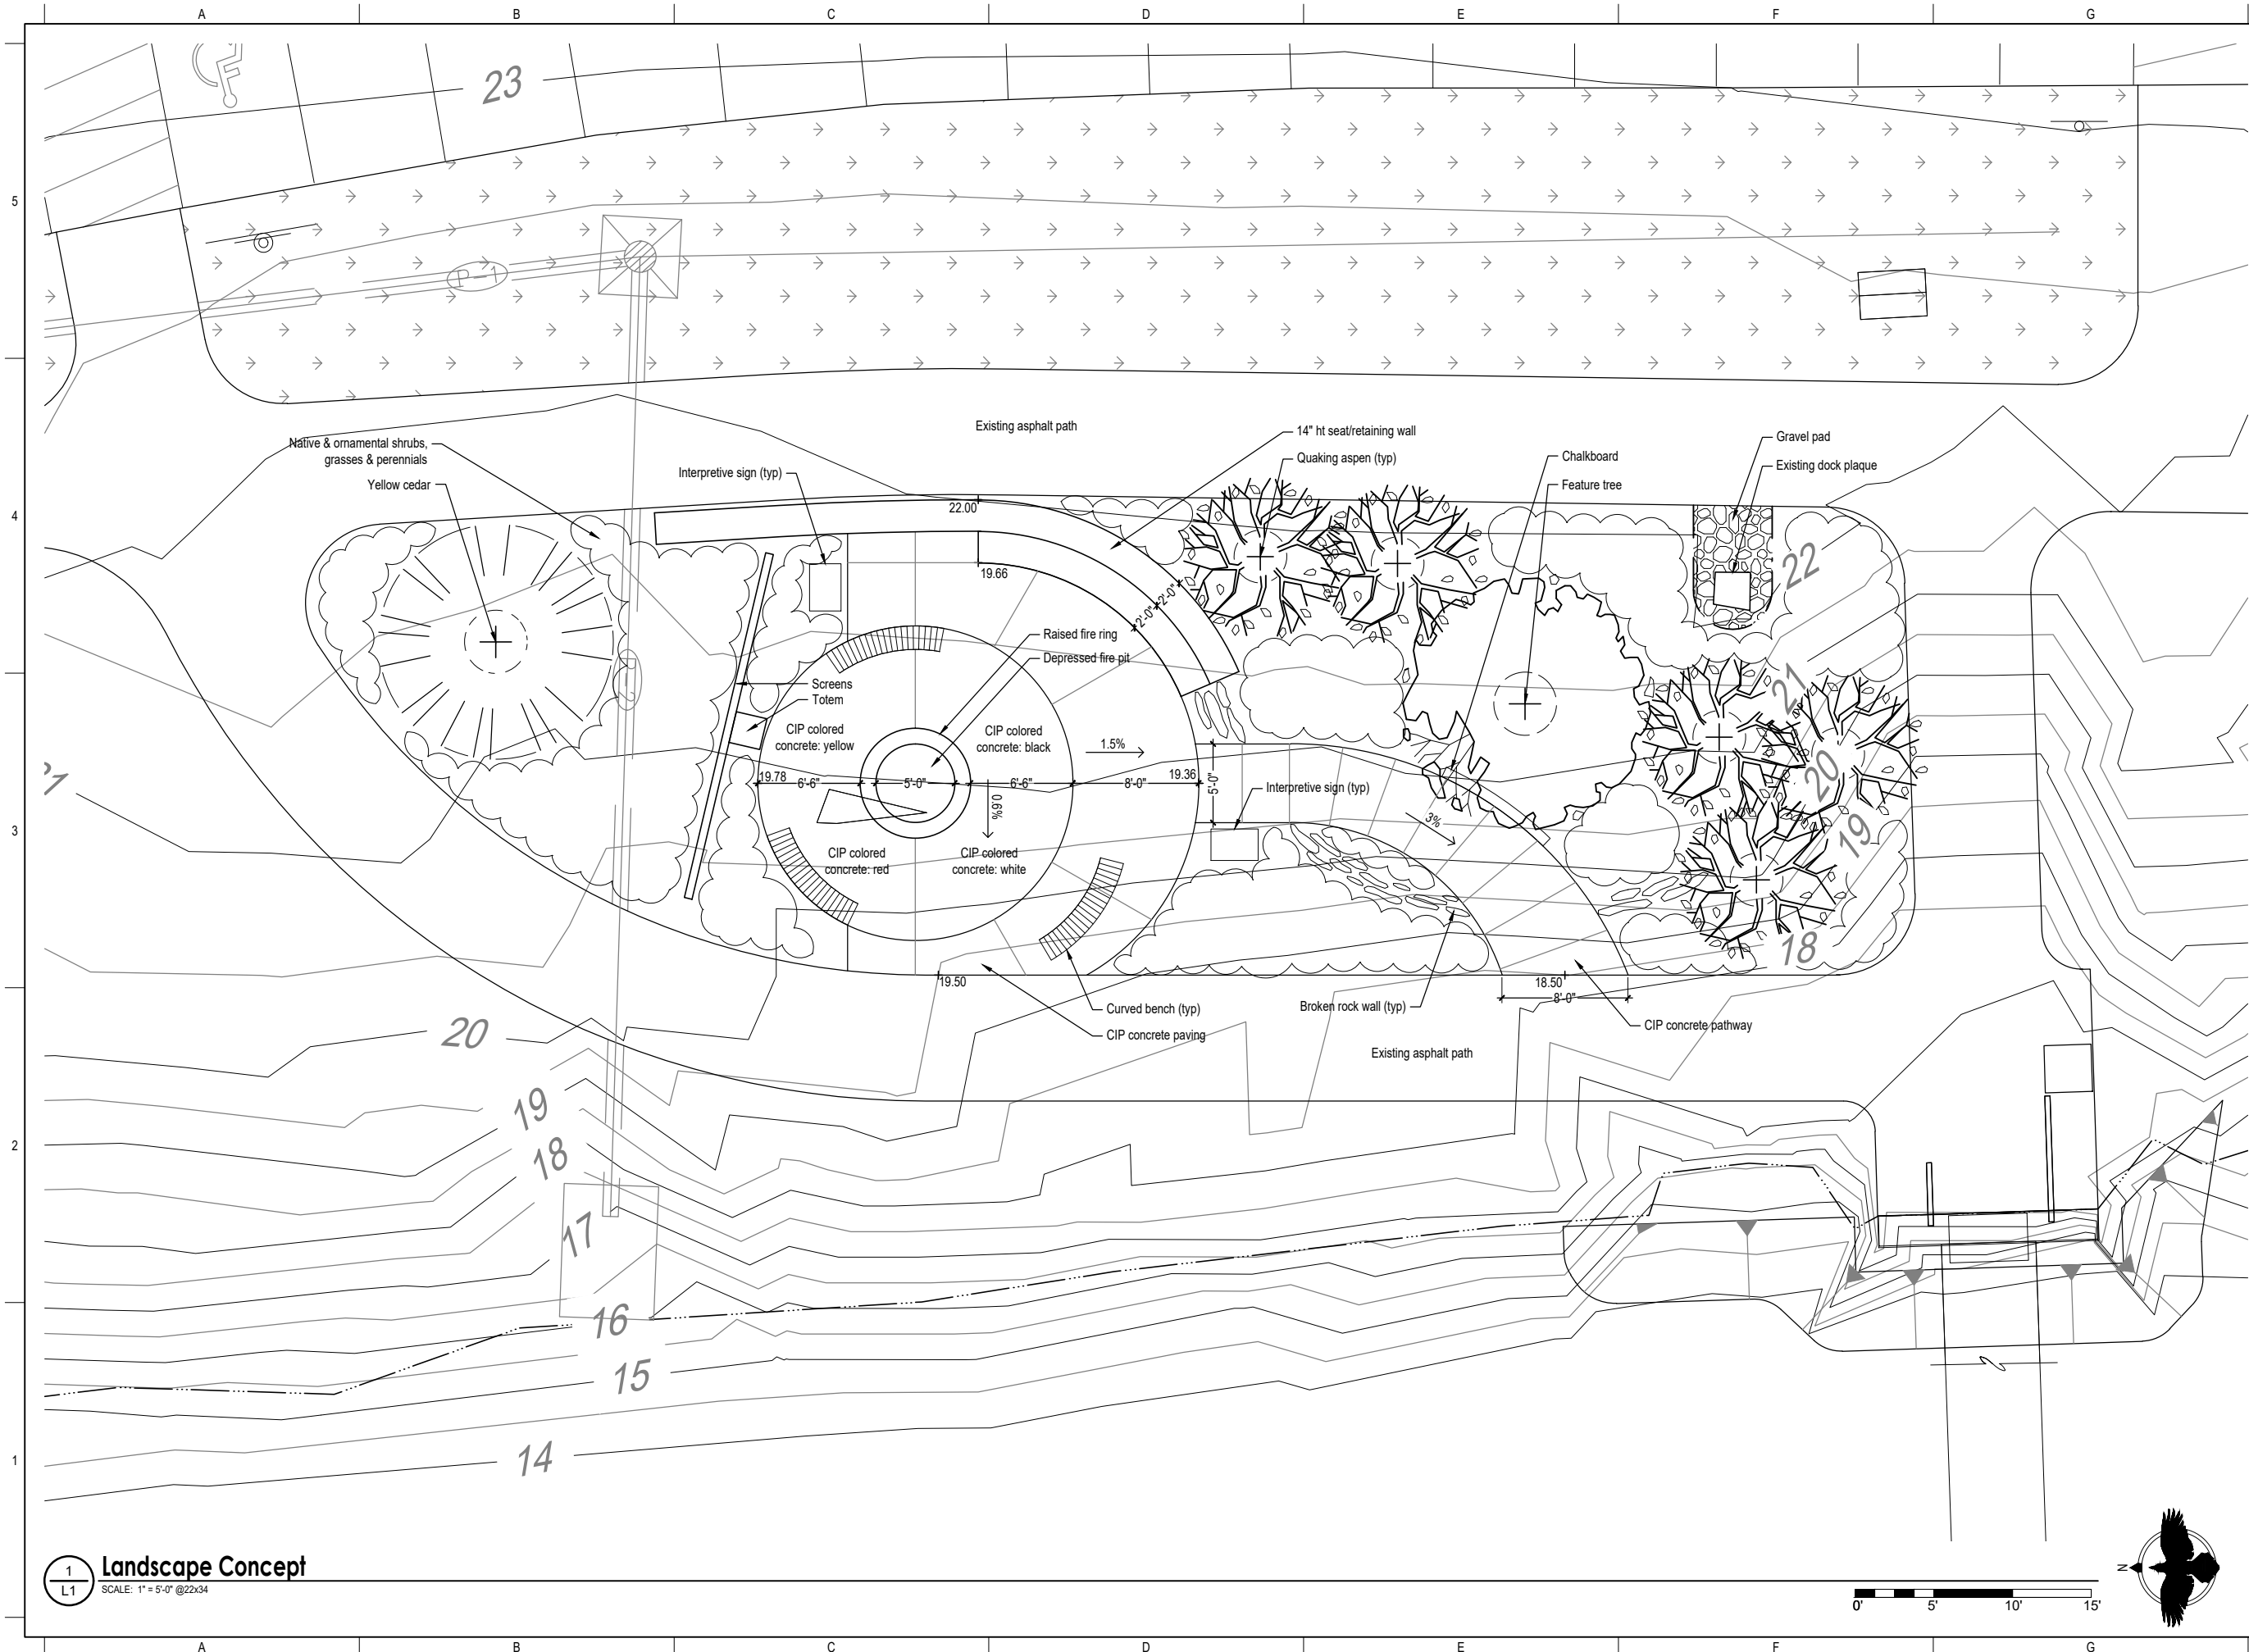 A B C D E F G
23
5
P-1
Existing asphalt path
14" ht seat/retaining wall
Gravel pad
Native & ornamental shrubs,
grasses & perennials
Quaking aspen (typ)
Chalkboard
Existing dock plaque
Interpretive sign (typ)
Yellow cedar
Feature tree
22.00
4
22
19.66
2'-0" 2'-0"
Raised fire ring
Depressed fire pit
Screens
Totem
21
CIP colored
concrete: yellow
CIP colored
concrete: black
1.5%
20
19.78 6'-6" 5'-0" 6'-6" 8'-0" 19.36
5'-0"
Interpretive sign (typ)
0.6%
3%
3
19
CIP colored
concrete: red
CIP colored
concrete: white
18
19.50
18.50
8'-0"
Curved bench (typ)
Broken rock wall (typ)
CIP concrete pathway
CIP concrete paving
20
Existing asphalt path
19
2
18
17
16
15
14
1
1
L1
Landscape Concept
SCALE: 1" = 5'-0" @22x34
N
0' 5' 10' 15'
A B C D E F G